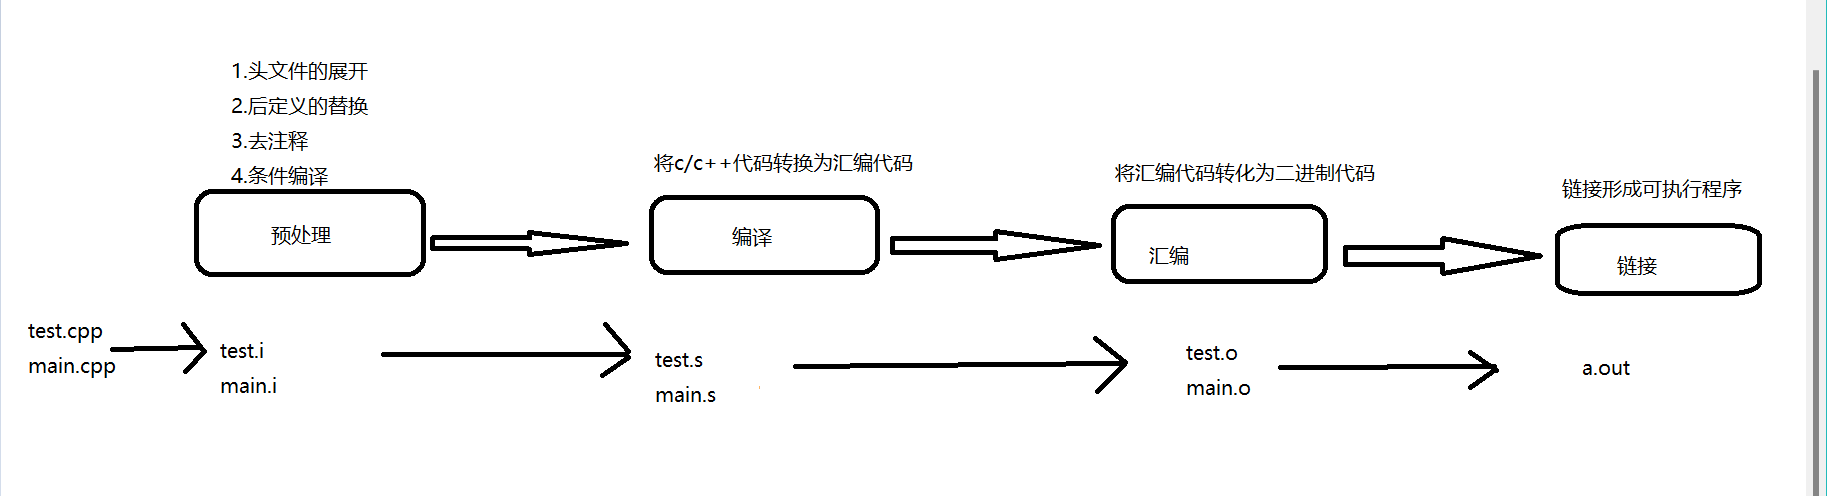 1.头文件的展开
2.后定义的替换
3.去注释
4.条件编译
预处理
将c/c++代码转换为汇编代码
编译
将汇编代码转化为二进制代码
汇编
链接形成可执行程序
链接
test.cpp
main.cpp
test.i
main.i
test.s
main.s
test.o
main.o
a.out